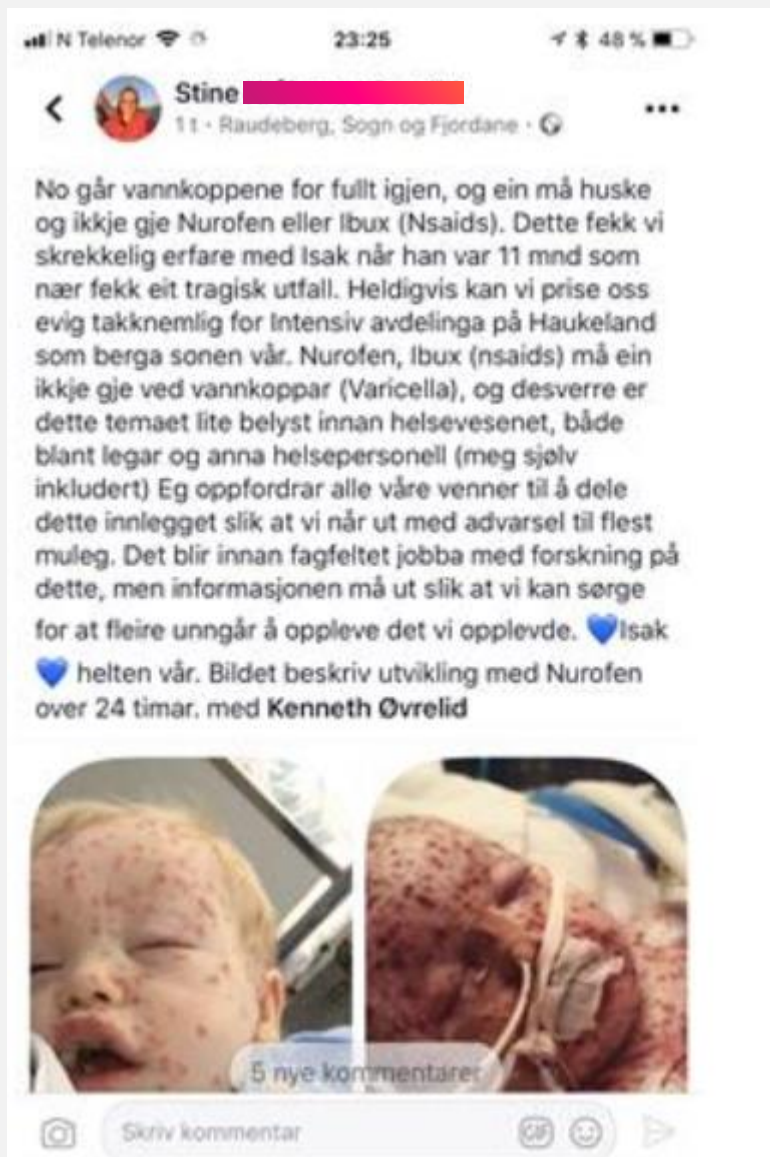 N Telenor 23:25 48 %
Stine
1 t · Raudeberg, Sogn og Fjordane ·
No går vannkoppene for fullt igjen, og ein må huske
og ikkje gje Nurofen eller Ibux (Nsaids). Dette fekk vi
skrekkelig erfare med Isak når han var 11 mnd som
nær fekk eit tragisk utfall. Heldigvis kan vi prise oss
evig takknemlig for Intensiv avdelinga på Haukeland
som berga sonen vår. Nurofen, Ibux (nsaids) må ein
ikkje gje ved vannkoppar (Varicella), og desverre er
dette temaet lite belyst innan helsevesenet, både
blant legar og anna helsepersonell (meg sjølv
inkludert) Eg oppfordrar alle våre venner til å dele
dette innlegget slik at vi når ut med advarsel til flest
muleg. Det blir innan fagfeltet jobba med forskning på
dette, men informasjonen må ut slik at vi kan sørge
for at fleire unngår å oppleve det vi opplevde. 💙Isak
💙 helten vår. Bildet beskriv utvikling med Nurofen
over 24 timar. med Kenneth Øvrelid
5 nye kommentarer
Skriv kommentar GIF